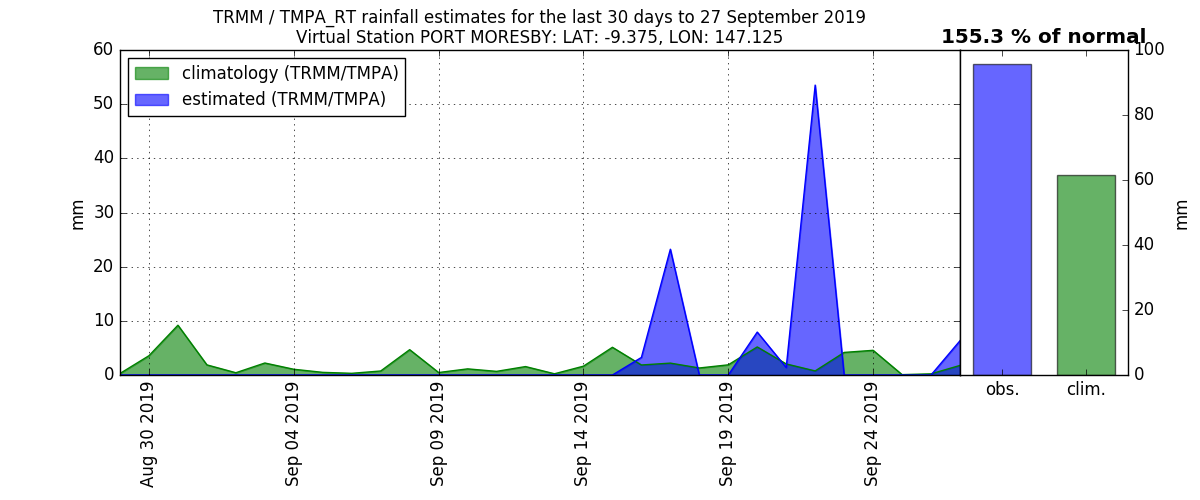 TRMM / TMPA_RT rainfall estimates for the last 30 days to 27 September 2019
Virtual Station PORT MORESBY: LAT: -9.375, LON: 147.125
155.3 % of normal
climatology (TRMM/TMPA)
estimated (TRMM/TMPA)
60
50
40
30
20
10
0
mm
Aug 30 2019
Sep 04 2019
Sep 09 2019
Sep 14 2019
Sep 19 2019
Sep 24 2019
100
80
60
40
20
0
mm
obs.
clim.